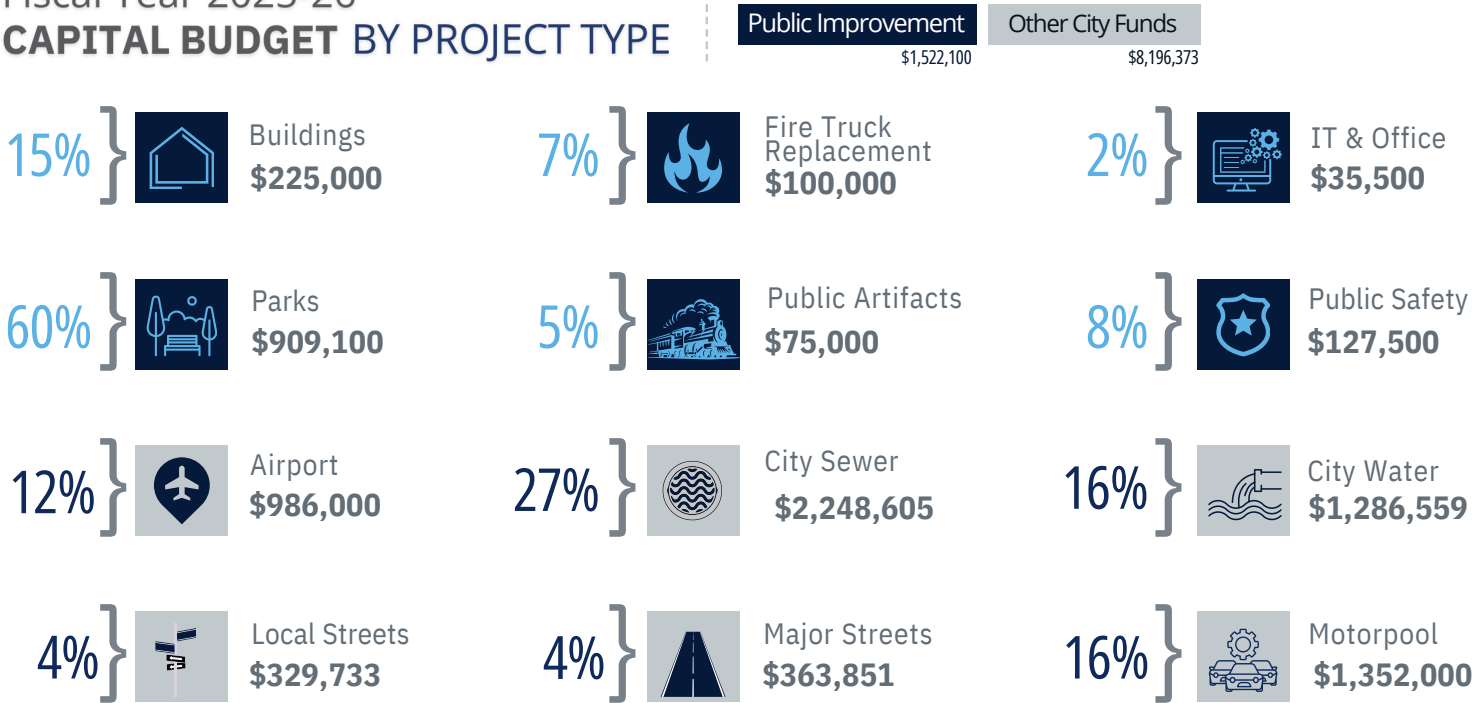 Fiscal Year 2025-26
CAPITAL BUDGET BY PROJECT TYPE
Public Improvement
$1,522,100
Other City Funds
$8,196,373
15%
Buildings
$225,000
7%
Fire Truck
Replacement
$100,000
2%
IT & Office
$35,500
60%
Parks
$909,100
5%
Public Artifacts
$75,000
8%
Public Safety
$127,500
12%
Airport
$986,000
27%
City Sewer
$2,248,605
16%
City Water
$1,286,559
4%
Local Streets
$329,733
4%
Major Streets
$363,851
16%
Motorpool
$1,352,000